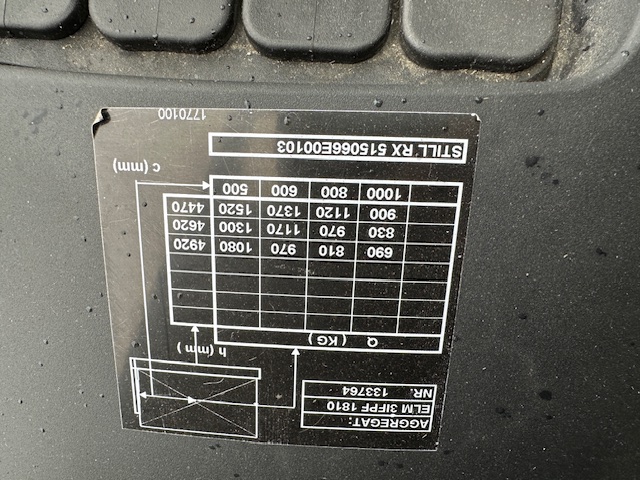 AGGREGAT:
ELM 3IFPF 1810
NR. 133764
Q (KG) h (mm)
690 810 970 1080 4920
830 970 1170 1300 4620
900 1120 1370 1520 4470
1000 800 600 500 c (mm)
STILL RX 515066E00103
1770100